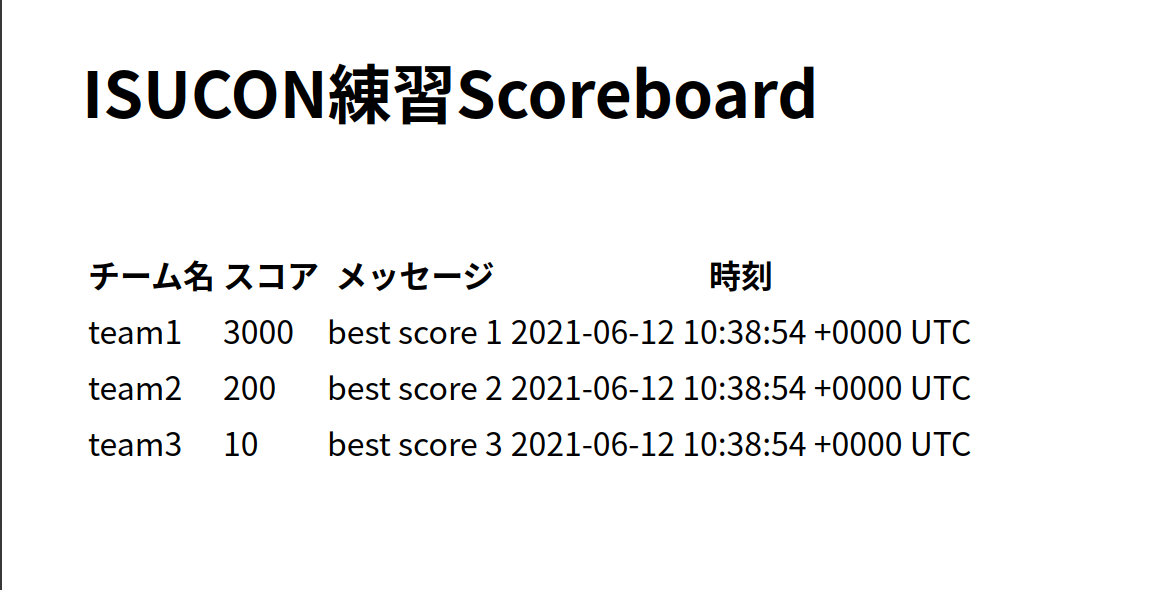 ISUCON練習Scoreboard
チーム名 スコア メッセージ 時刻
team1 3000 best score 1 2021-06-12 10:38:54 +0000 UTC
team2 200 best score 2 2021-06-12 10:38:54 +0000 UTC
team3 10 best score 3 2021-06-12 10:38:54 +0000 UTC